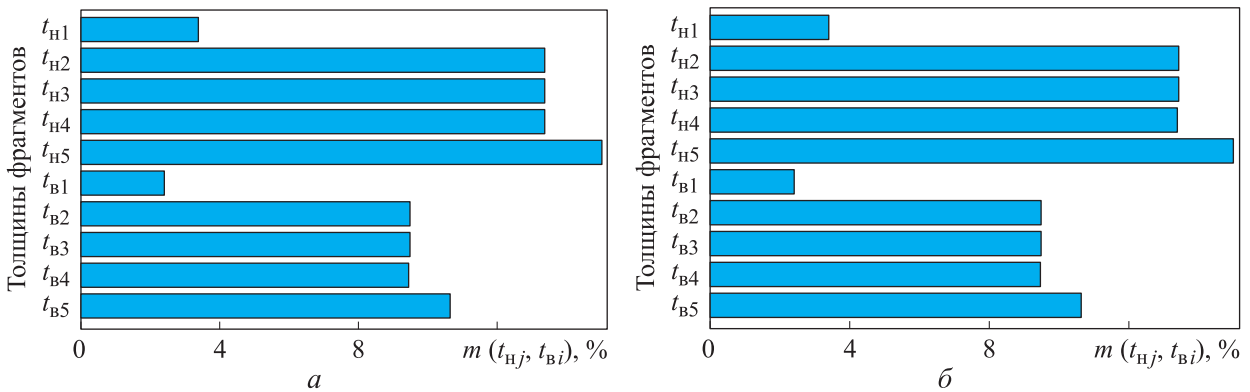 Толщины фрагментов
tн1
tн2
tн3
tн4
tн5
tв1
tв2
tв3
tв4
tв5
0 4 8 m (tнj, tвi), %
а
Толщины фрагментов
tн1
tн2
tн3
tн4
tн5
tв1
tв2
tв3
tв4
tв5
0 4 8 m (tнj, tвi), %
б